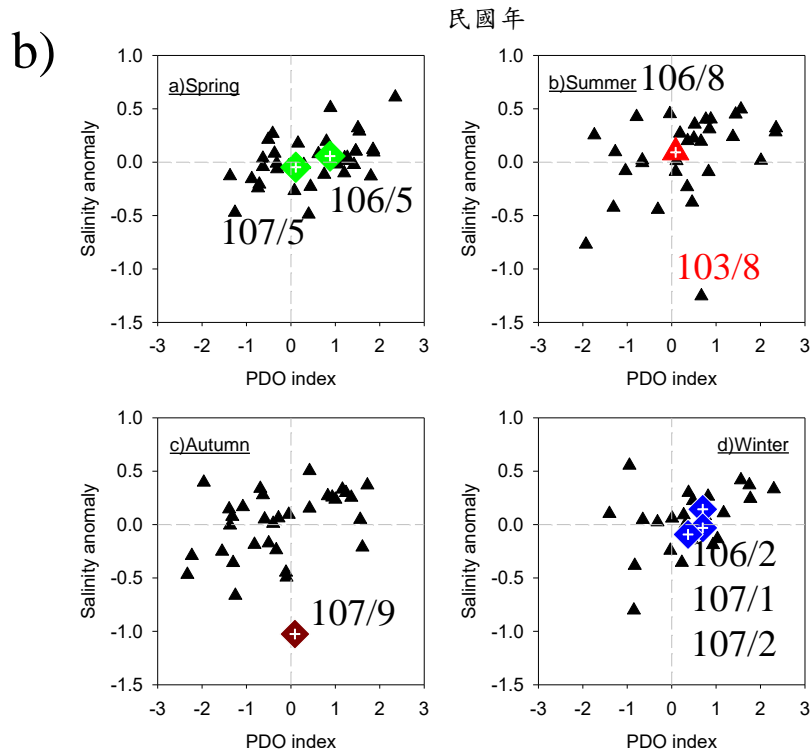 民國年
b)
a)Spring
106/5
107/5
1.0
0.5
0.0
-0.5
-1.0
-1.5
Salinity anomaly
-3 -2 -1 0 1 2 3
PDO index
b)Summer
106/8
103/8
1.0
0.5
0.0
-0.5
-1.0
-1.5
Salinity anomaly
-3 -2 -1 0 1 2 3
PDO index
c)Autumn
107/9
1.0
0.5
0.0
-0.5
-1.0
-1.5
Salinity anomaly
-3 -2 -1 0 1 2 3
PDO index
d)Winter
106/2
107/1
107/2
1.0
0.5
0.0
-0.5
-1.0
-1.5
Salinity anomaly
-3 -2 -1 0 1 2 3
PDO index